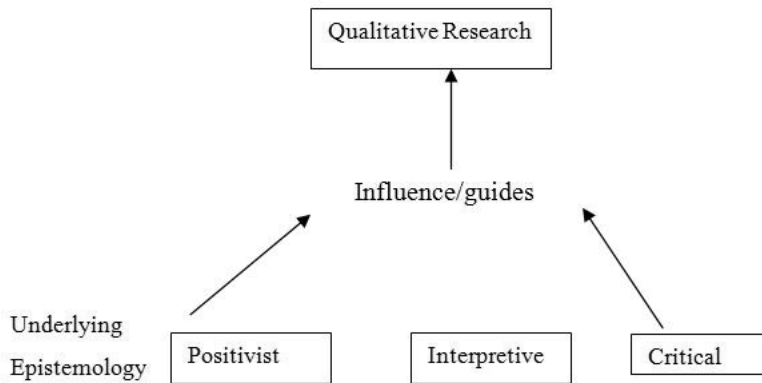 Qualitative Research
Influence/guides
Underlying
Epistemology
Positivist
Interpretive
Critical